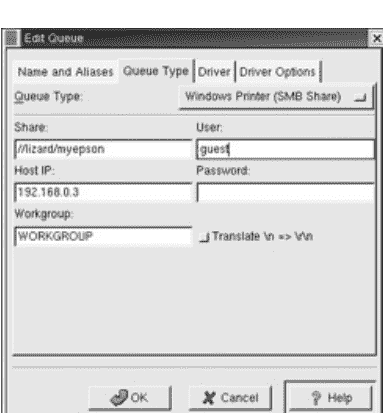 Edit Queue
Name and Aliases Queue Type Driver Driver Options
Queue Type: Windows Printer (SMB Share)
Share: User:
//lizard/myepson guest
Host IP: Password:
192.168.0.3
Workgroup:
WORKGROUP Translate \n => \r\n
OK Cancel Help